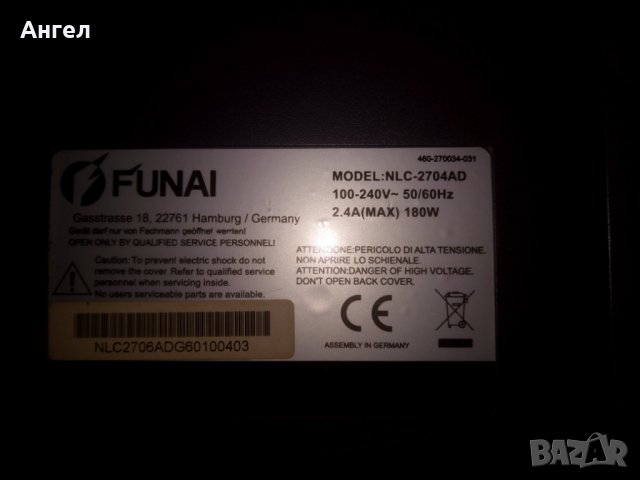 Ангел
460-270034-031
FUNAI
MODEL:NLC-2704AD
100-240V~ 50/60Hz
2.4A(MAX) 180W
Gasstrasse 18, 22761 Hamburg / Germany
Gerät darf nur von Fachmann geöffnet werden!
OPEN ONLY BY QUALIFIED SERVICE PERSONNEL!
Caution: To prevent electric shock do not
remove the cover. Refer to qualified service
personnel when servicing inside.
No users serviceable parts are available.
ATTENZIONE:PERICOLO DI ALTA TENSIONE.
NON APRIRE LO SCHIENALE.
ATTENTION:DANGER OF HIGH VOLTAGE.
DON'T OPEN BACK COVER.
CE
ASSEMBLY IN GERMANY
NLC2706ADG60100403
BAZAR